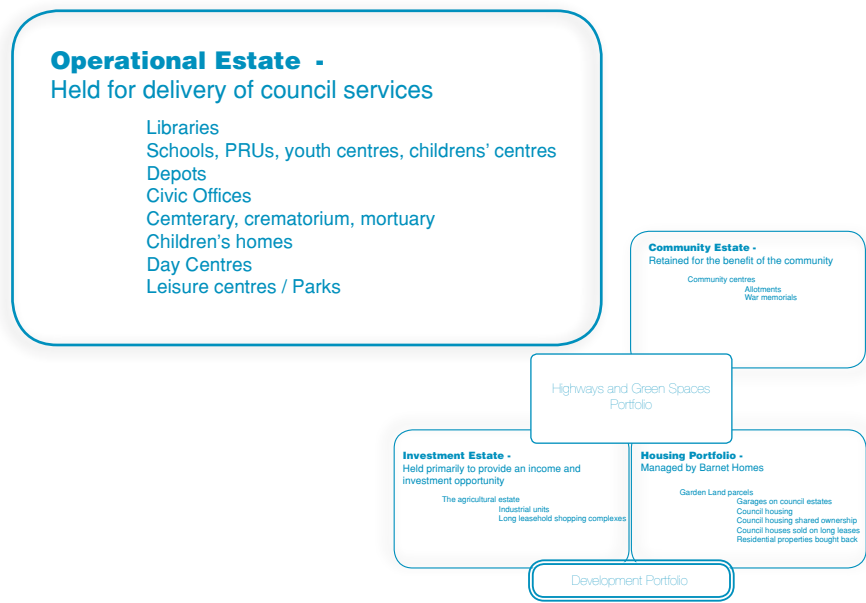 Operational Estate -
Held for delivery of council services
Libraries
Schools, PRUs, youth centres, childrens’ centres
Depots
Civic Offices
Cemterary, crematorium, mortuary
Children’s homes
Day Centres
Leisure centres / Parks
Community Estate -
Retained for the benefit of the community
Community centres
Allotments
War memorials
Highways and Green Spaces
Portfolio
Investment Estate -
Held primarily to provide an income and
investment opportunity
The agricultural estate
Industrial units
Long leasehold shopping complexes
Housing Portfolio -
Managed by Barnet Homes
Garden Land parcels
Garages on council estates
Council housing
Council housing shared ownership
Council houses sold on long leases
Residential properties bought back
Development Portfolio